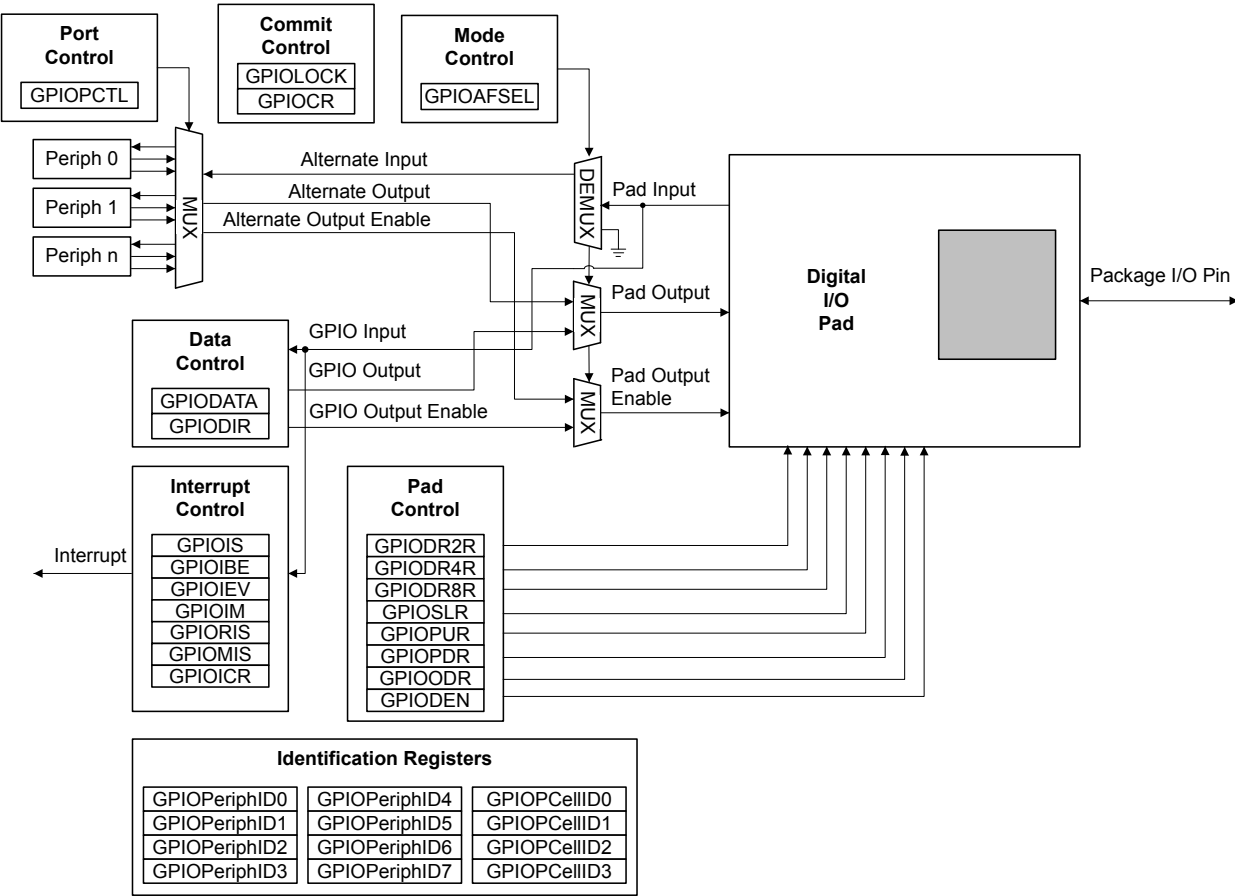 Port
Control
GPIOPCTL
Commit
Control
GPIOLOCK
GPIOCR
Mode
Control
GPIOAFSEL
Periph 0
Periph 1
Periph n
MUX
Alternate Input
Alternate Output
Alternate Output Enable
DEMUX
Pad Input
MUX
Pad Output
MUX
Pad Output
Enable
Digital
I/O
Pad
Package I/O Pin
Data
Control
GPIODATA
GPIODIR
GPIO Input
GPIO Output
GPIO Output Enable
Interrupt
Interrupt
Control
GPIOIS
GPIOIBE
GPIOIEV
GPIOIM
GPIORIS
GPIOMIS
GPIOICR
Pad
Control
GPIODR2R
GPIODR4R
GPIODR8R
GPIOSLR
GPIOPUR
GPIOPDR
GPIOODR
GPIODEN
Identification Registers
GPIOPeriphID0
GPIOPeriphID1
GPIOPeriphID2
GPIOPeriphID3
GPIOPeriphID4
GPIOPeriphID5
GPIOPeriphID6
GPIOPeriphID7
GPIOPCellID0
GPIOPCellID1
GPIOPCellID2
GPIOPCellID3